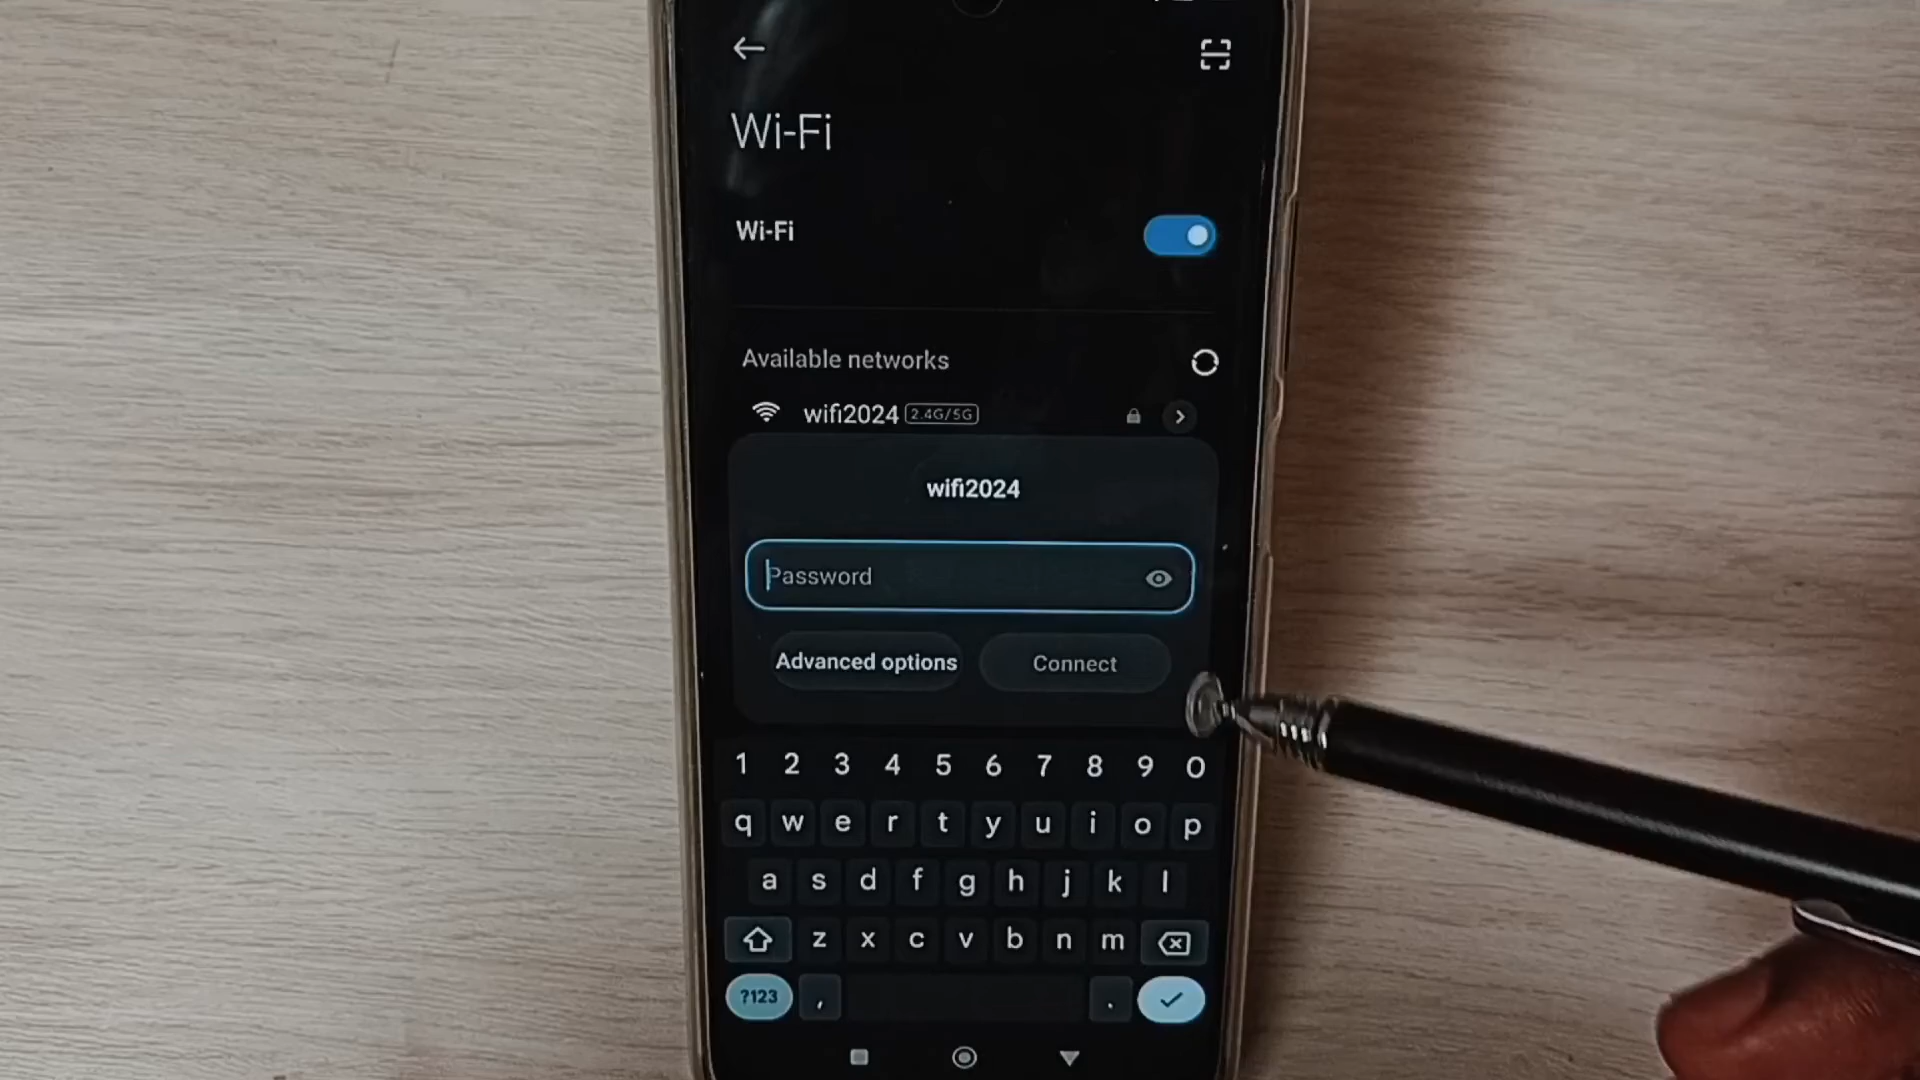 Wi-Fi
Wi-Fi
Available networks
wifi2024 2.4G/5G
wifi2024
Password
Advanced options Connect
1 2 3 4 5 6 7 8 9 0
q w e r t y u i o p
a s d f g h j k l
z x c v b n m
?123 , .